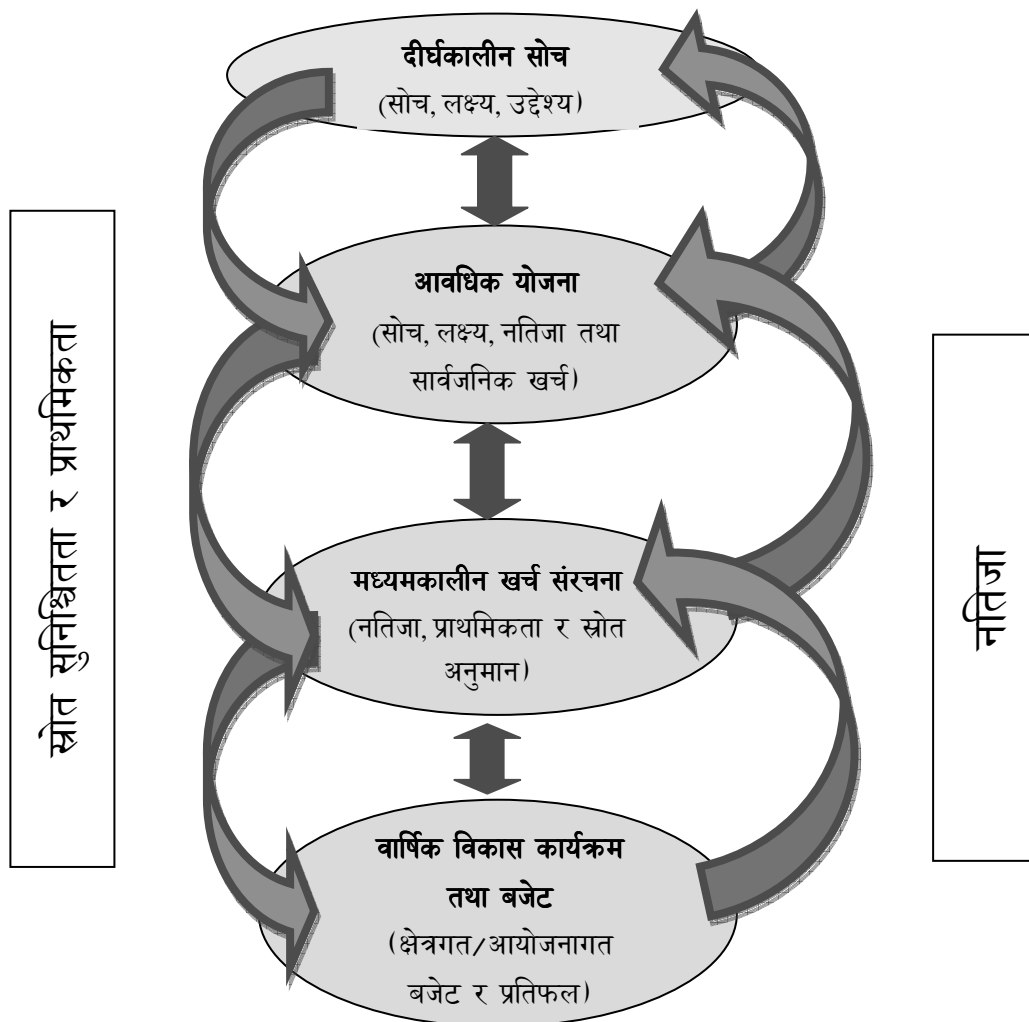 दीर्घकालीन सोच
(सोच, लक्ष्य, उद्देश्य)
आवधिक योजना
(सोच, लक्ष्य, नतिजा तथा
सार्वजनिक खर्च)
मध्यमकालीन खर्च संरचना
(नतिजा, प्राथमिकता र स्रोत
अनुमान)
वार्षिक विकास कार्यक्रम
तथा बजेट
(क्षेत्रगत/आयोजनागत
बजेट र प्रतिफल)
स्रोत सुनिश्चितता र प्राथमिकता
नतिजा